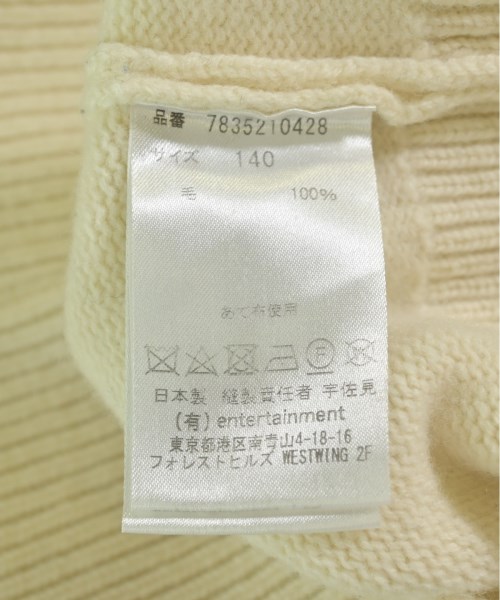 品番 7835210428
サイズ 140
毛 100%
あて布使用
日本製 縫製責任者 宇佐見
(有) entertainment
東京都港区南青山4-18-16
フォレストヒルズ WESTWING 2F